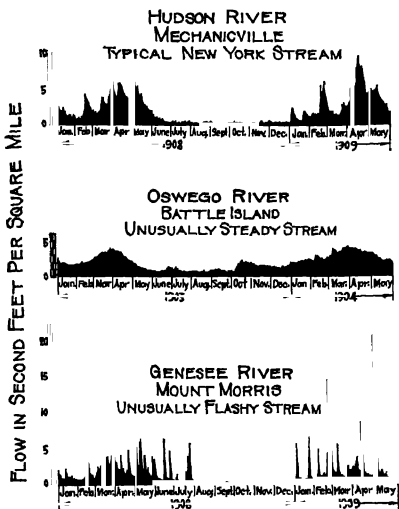 HUDSON RIVER
MECHANICVILLE
TYPICAL NEW YORK STREAM
10
5
0
Jan. Feb. Mar. Apr. May June July Aug. Sept. Oct. Nov. Dec. Jan. Feb. Mar. Apr. May
1908 1909
OSWEGO RIVER
BATTLE ISLAND
UNUSUALLY STEADY STREAM
5
0
Jan. Feb. Mar. Apr. May June July Aug. Sept. Oct. Nov. Dec. Jan. Feb. Mar. Apr. May
1903 1904
20
15
GENESEE RIVER
MOUNT MORRIS
UNUSUALLY FLASHY STREAM
10
5
0
Jan. Feb. Mar. Apr. May June July Aug. Sept. Oct. Nov. Dec. Jan. Feb. Mar. Apr. May
1909
FLOW IN SECOND FEET PER SQUARE MILE